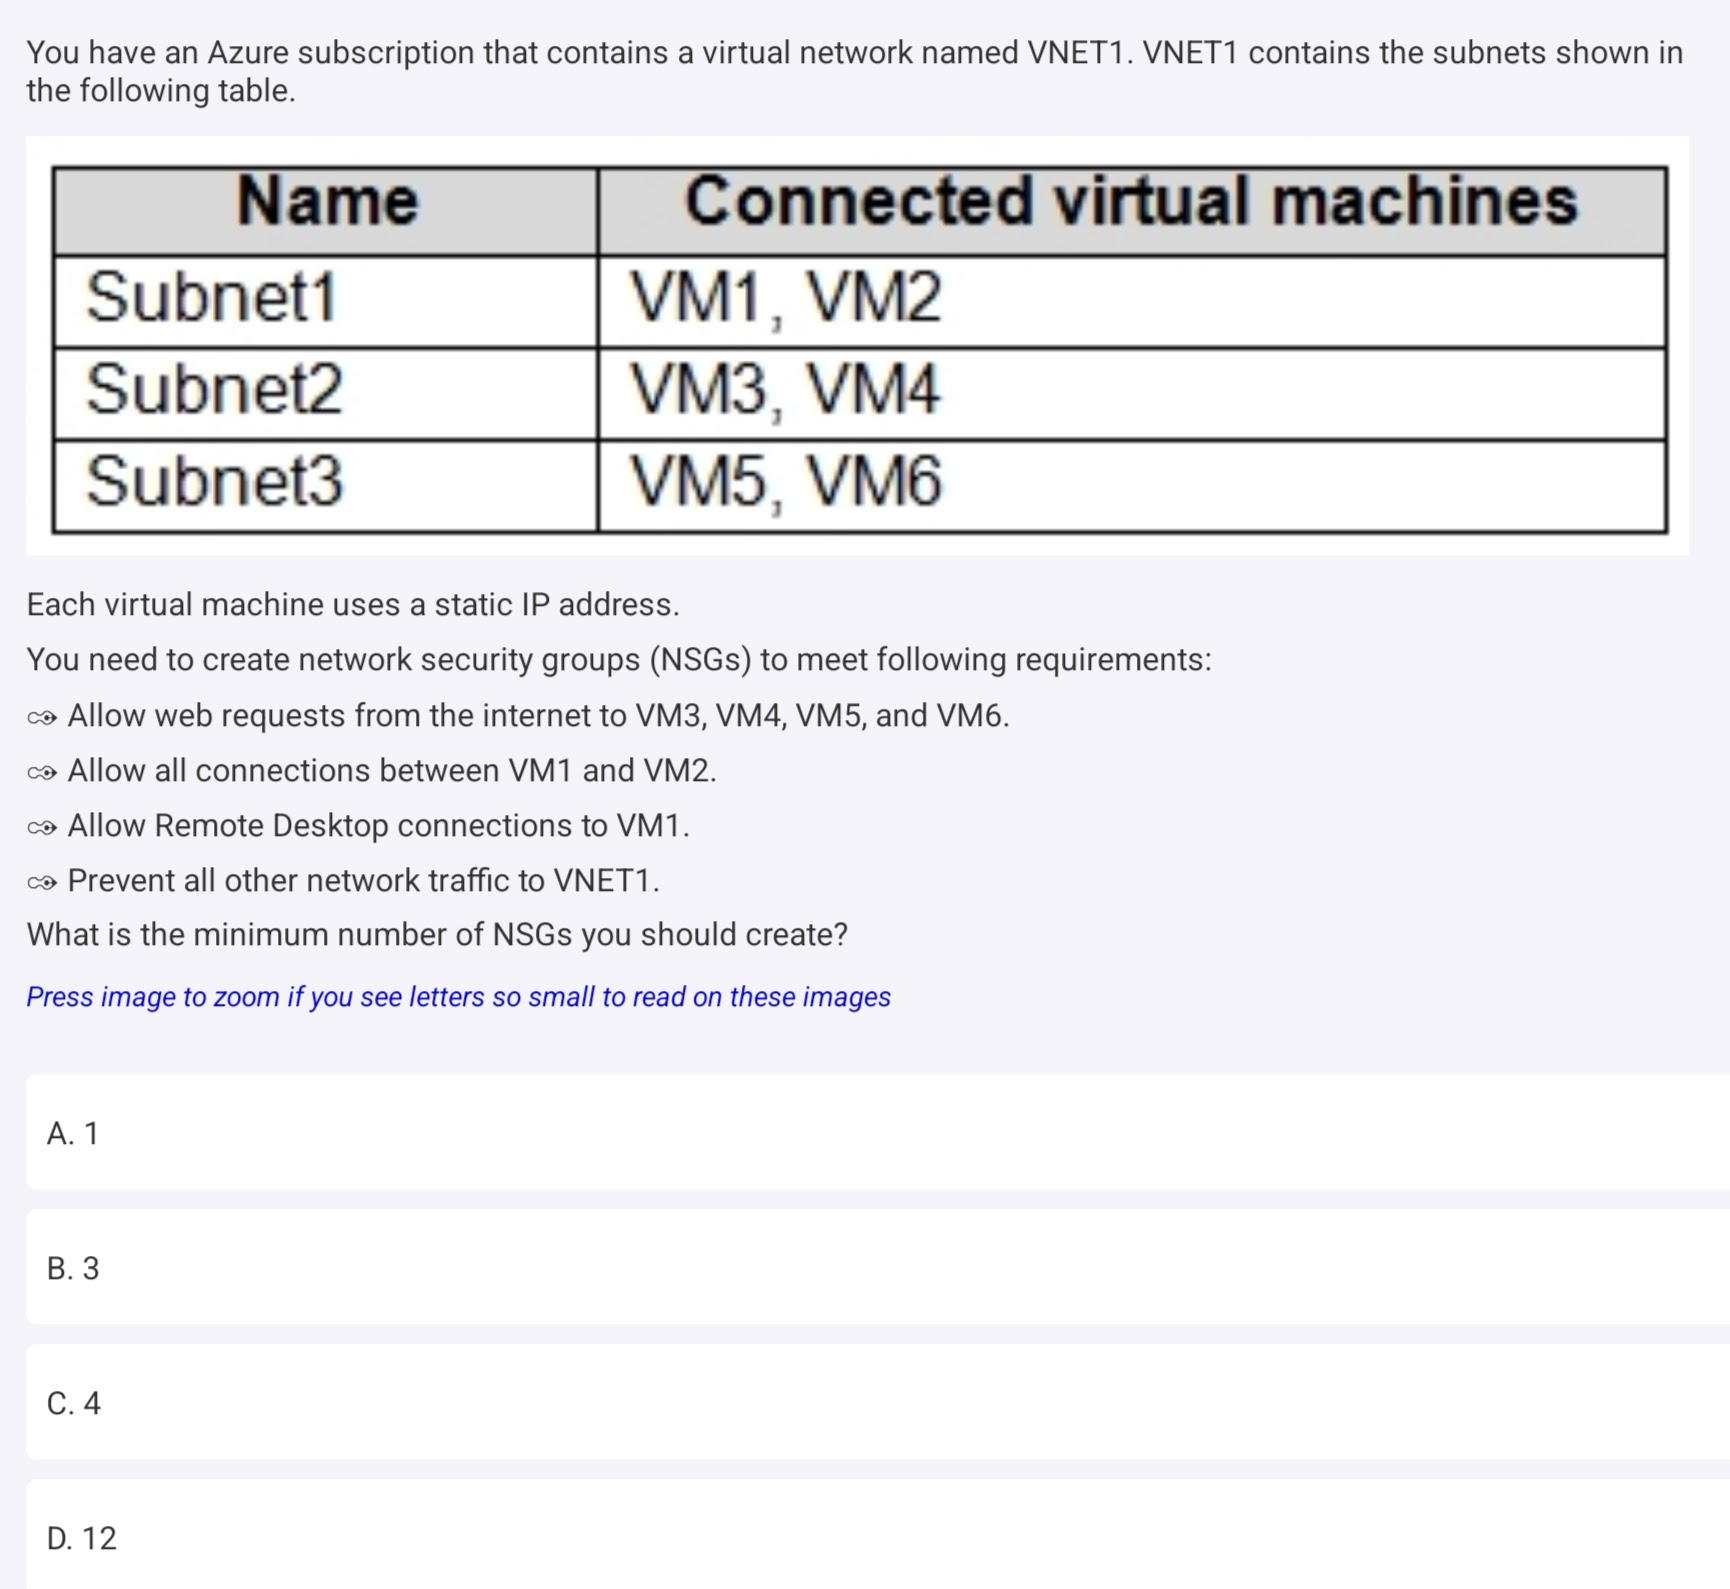 You have an Azure subscription that contains a virtual network named VNET1. VNET1 contains the subnets shown in
the following table.
Name Connected virtual machines
Subnet1 VM1, VM2
Subnet2 VM3, VM4
Subnet3 VM5, VM6
Each virtual machine uses a static IP address.
You need to create network security groups (NSGs) to meet following requirements:
Allow web requests from the internet to VM3, VM4, VM5, and VM6.
Allow all connections between VM1 and VM2.
Allow Remote Desktop connections to VM1.
Prevent all other network traffic to VNET1.
What is the minimum number of NSGs you should create?
Press image to zoom if you see letters so small to read on these images
A. 1
B. 3
C. 4
D. 12